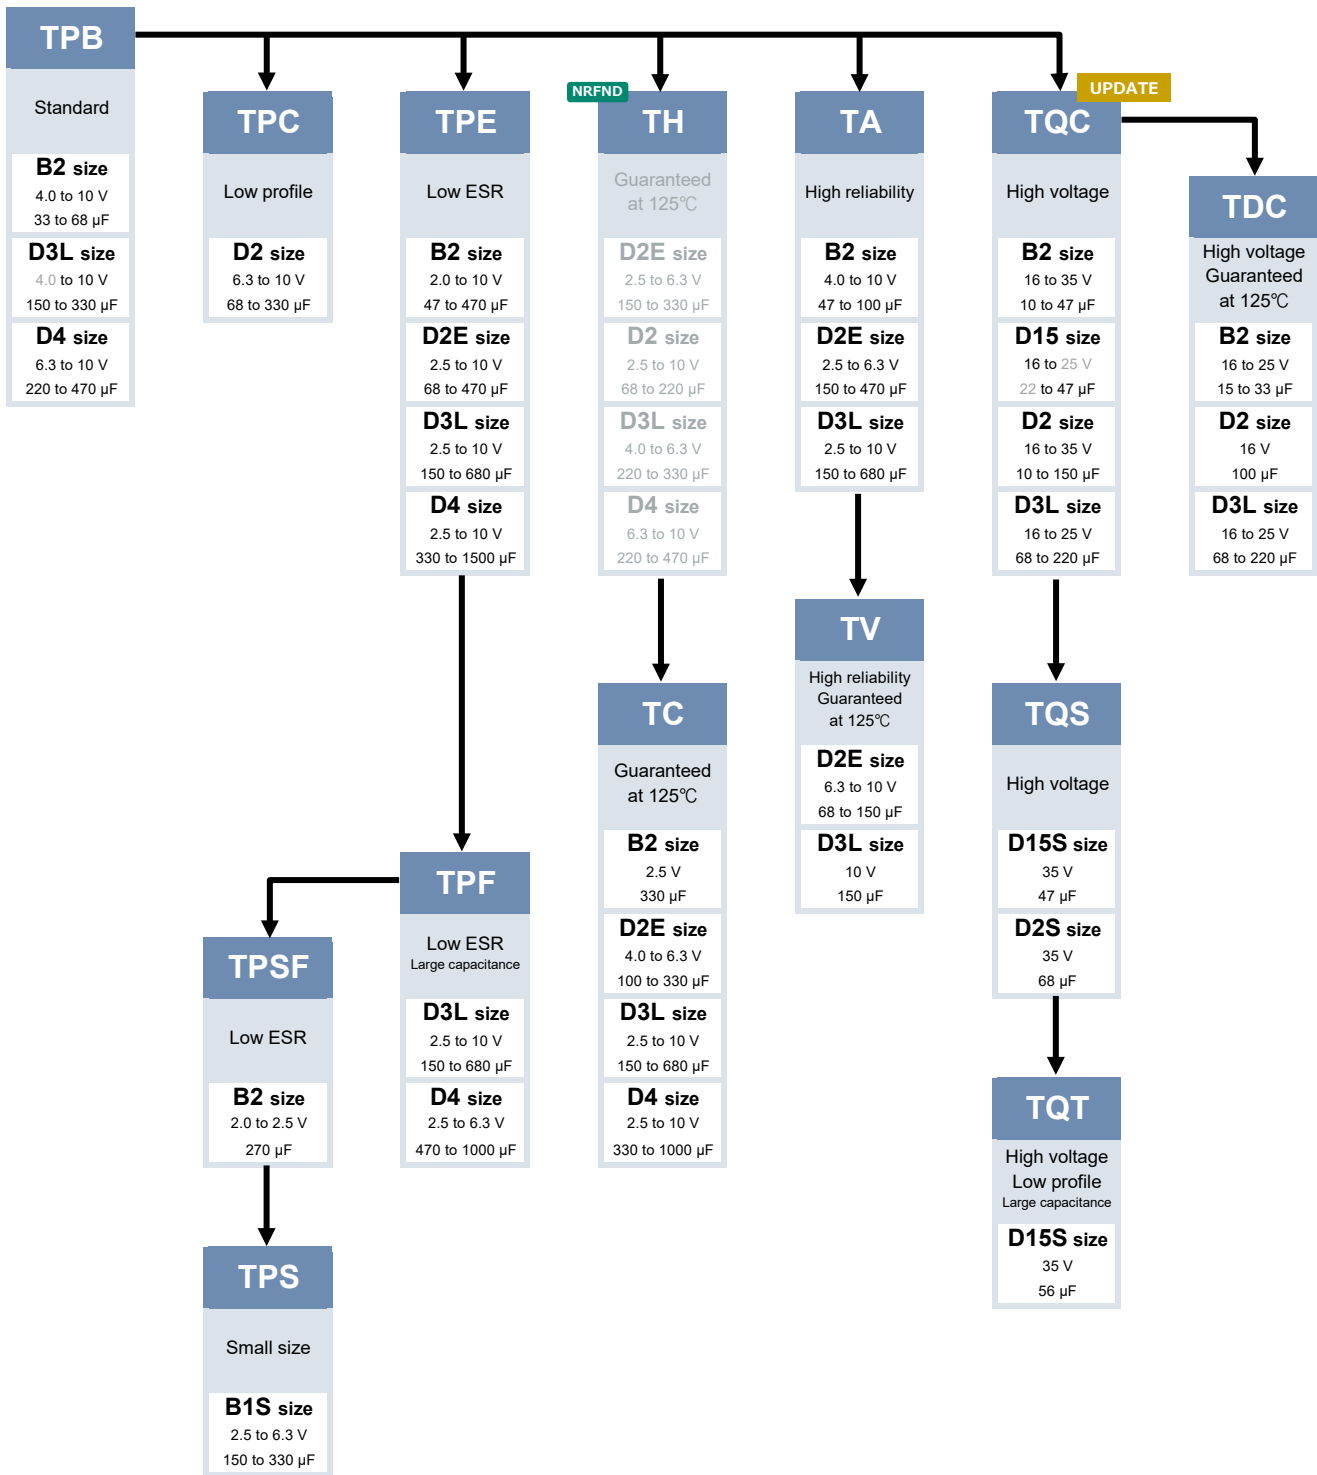 TPB
Standard
B2 size
4.0 to 10 V
33 to 68 µF
D3L size
4.0 to 10 V
150 to 330 µF
D4 size
6.3 to 10 V
220 to 470 µF
TPC
Low profile
D2 size
6.3 to 10 V
68 to 330 µF
TPE
Low ESR
B2 size
2.0 to 10 V
47 to 470 µF
D2E size
2.5 to 10 V
68 to 470 µF
D3L size
2.5 to 10 V
150 to 680 µF
D4 size
2.5 to 10 V
330 to 1500 µF
NRFND
TH
Guaranteed
at 125℃
D2E size
2.5 to 6.3 V
150 to 330 µF
D2 size
2.5 to 10 V
68 to 220 µF
D3L size
4.0 to 6.3 V
220 to 330 µF
D4 size
6.3 to 10 V
220 to 470 µF
TA
High reliability
B2 size
4.0 to 10 V
47 to 100 µF
D2E size
2.5 to 6.3 V
150 to 470 µF
D3L size
2.5 to 10 V
150 to 680 µF
UPDATE
TQC
High voltage
B2 size
16 to 35 V
10 to 47 µF
D15 size
16 to 25 V
22 to 47 µF
D2 size
16 to 35 V
10 to 150 µF
D3L size
16 to 25 V
68 to 220 µF
TDC
High voltage
Guaranteed
at 125℃
B2 size
16 to 25 V
15 to 33 µF
D2 size
16 V
100 µF
D3L size
16 to 25 V
68 to 220 µF
TV
High reliability
Guaranteed
at 125℃
D2E size
6.3 to 10 V
68 to 150 µF
D3L size
10 V
150 µF
TC
Guaranteed
at 125℃
B2 size
2.5 V
330 µF
D2E size
4.0 to 6.3 V
100 to 330 µF
D3L size
2.5 to 10 V
150 to 680 µF
D4 size
2.5 to 10 V
330 to 1000 µF
TQS
High voltage
D15S size
35 V
47 µF
D2S size
35 V
68 µF
TPF
Low ESR
Large capacitance
D3L size
2.5 to 10 V
150 to 680 µF
D4 size
2.5 to 6.3 V
470 to 1000 µF
TPSF
Low ESR
B2 size
2.0 to 2.5 V
270 µF
TQT
High voltage
Low profile
Large capacitance
D15S size
35 V
56 µF
TPS
Small size
B1S size
2.5 to 6.3 V
150 to 330 µF